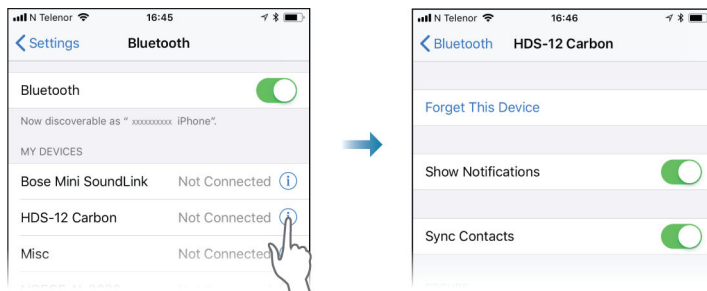 N Telenor 16:45
Settings Bluetooth
Bluetooth
Now discoverable as “ xxxxxxxxxx iPhone”.
MY DEVICES
Bose Mini SoundLink Not Connected
HDS-12 Carbon Not Connected
Misc Not Connected
N Telenor 16:46
Bluetooth HDS-12 Carbon
Forget This Device
Show Notifications
Sync Contacts